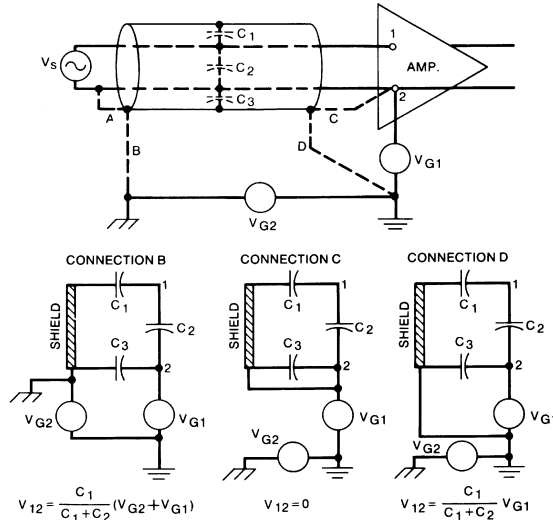 C1
1
VS
C2
AMP.
C3
2
A
C
B
D
VG1
VG2
CONNECTION B
CONNECTION C
CONNECTION D
SHIELD
C1
1
C2
C3
2
VG2
VG1
SHIELD
C1
1
C2
C3
2
VG1
VG2
SHIELD
C1
1
C2
C3
2
VG2
VG1
V12 = C1/(C1+C2) (VG2+VG1)
V12=0
V12= C1/(C1+C2) VG1